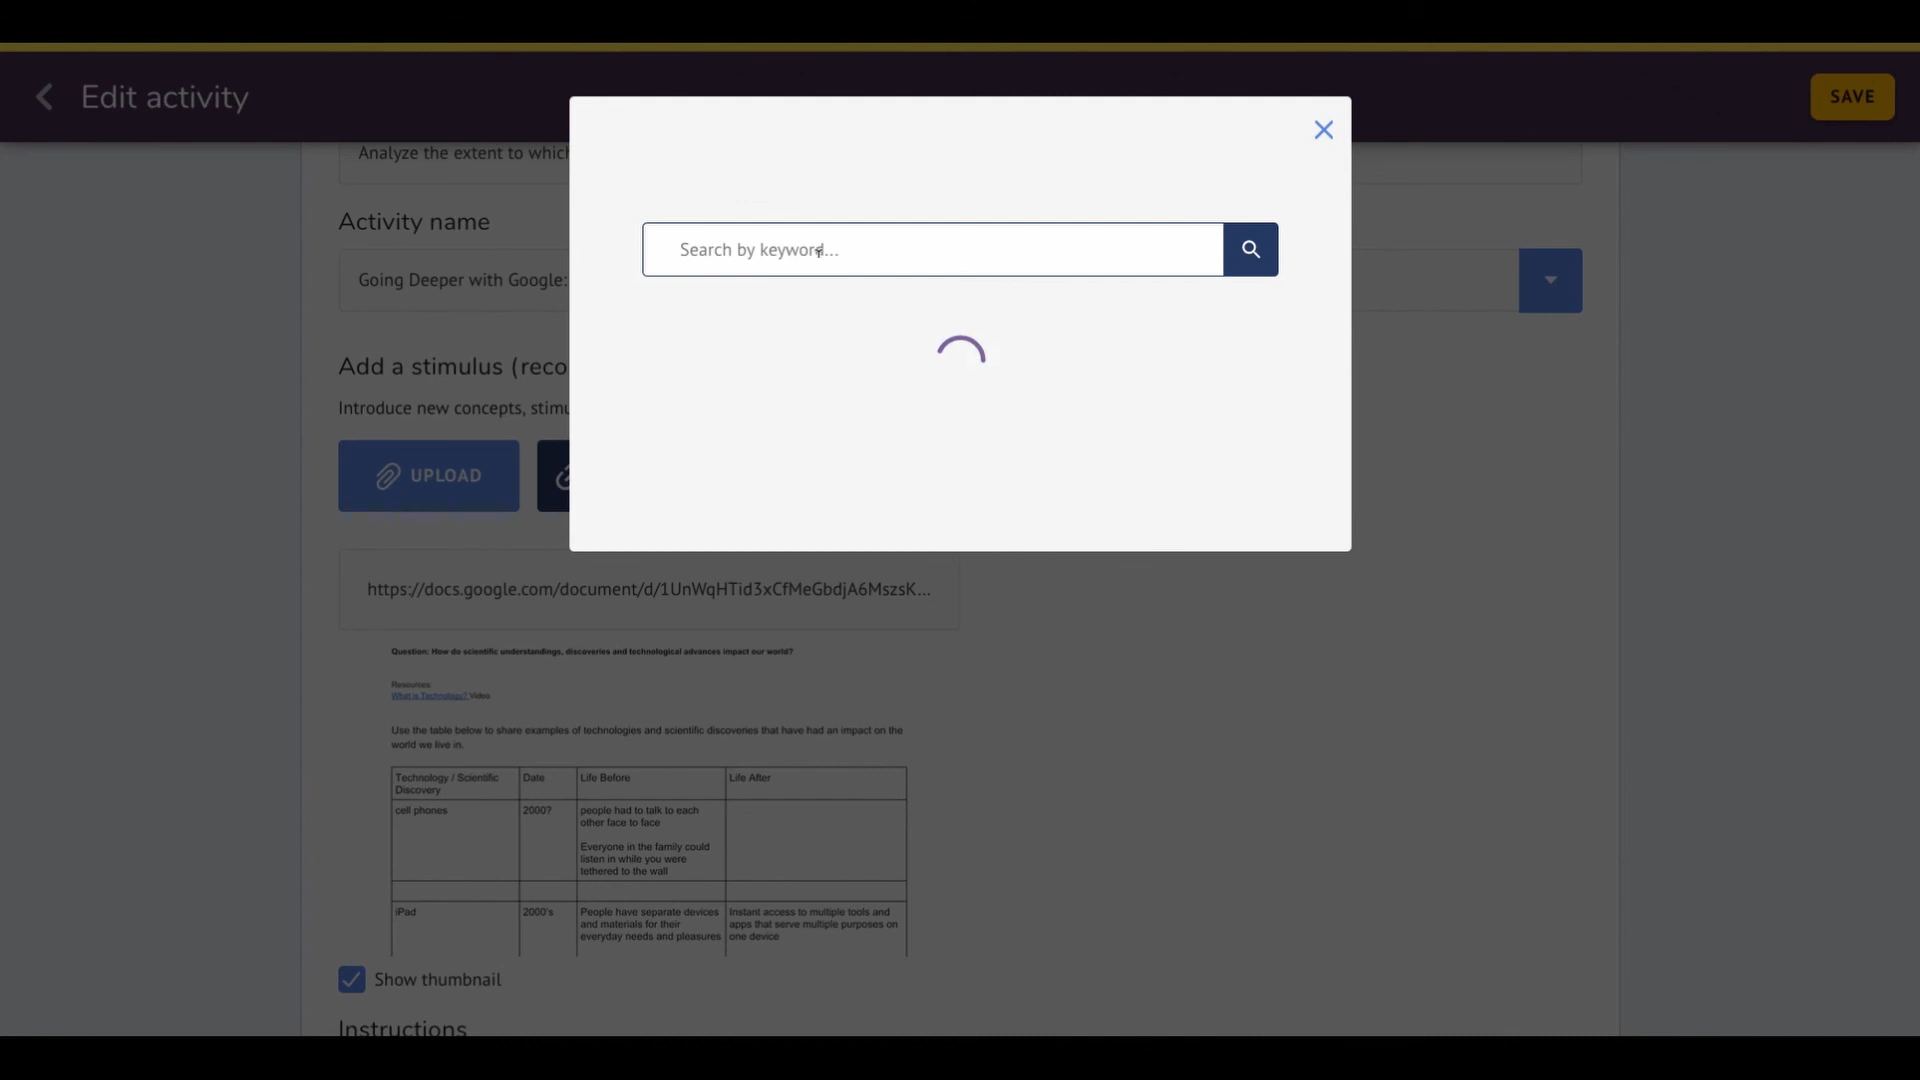 Edit activity
SAVE
Analyze the extent to which
Activity name
Going Deeper with Google:
Add a stimulus (reco
Introduce new concepts, stimu
UPLOAD
Search by keyword...
https://docs.google.com/document/d/1UnWqHTid3xCfMeGbdjA6MszsK...
Question: How do scientific understandings, discoveries and technological advances impact our world?
Resources:
What is Technology? Video
Use the table below to share examples of technologies and scientific discoveries that have had an impact on the
world we live in.
Technology / Scientific
Discovery
Date
Life Before
Life After
cell phones
2000?
people had to talk to each
other face to face
Everyone in the family could
listen in while you were
tethered to the wall
iPad
2000's
People have separate devices
and materials for their
everyday needs and pleasures
Instant access to multiple tools and
apps that serve multiple purposes on
one device
Show thumbnail
Instructions